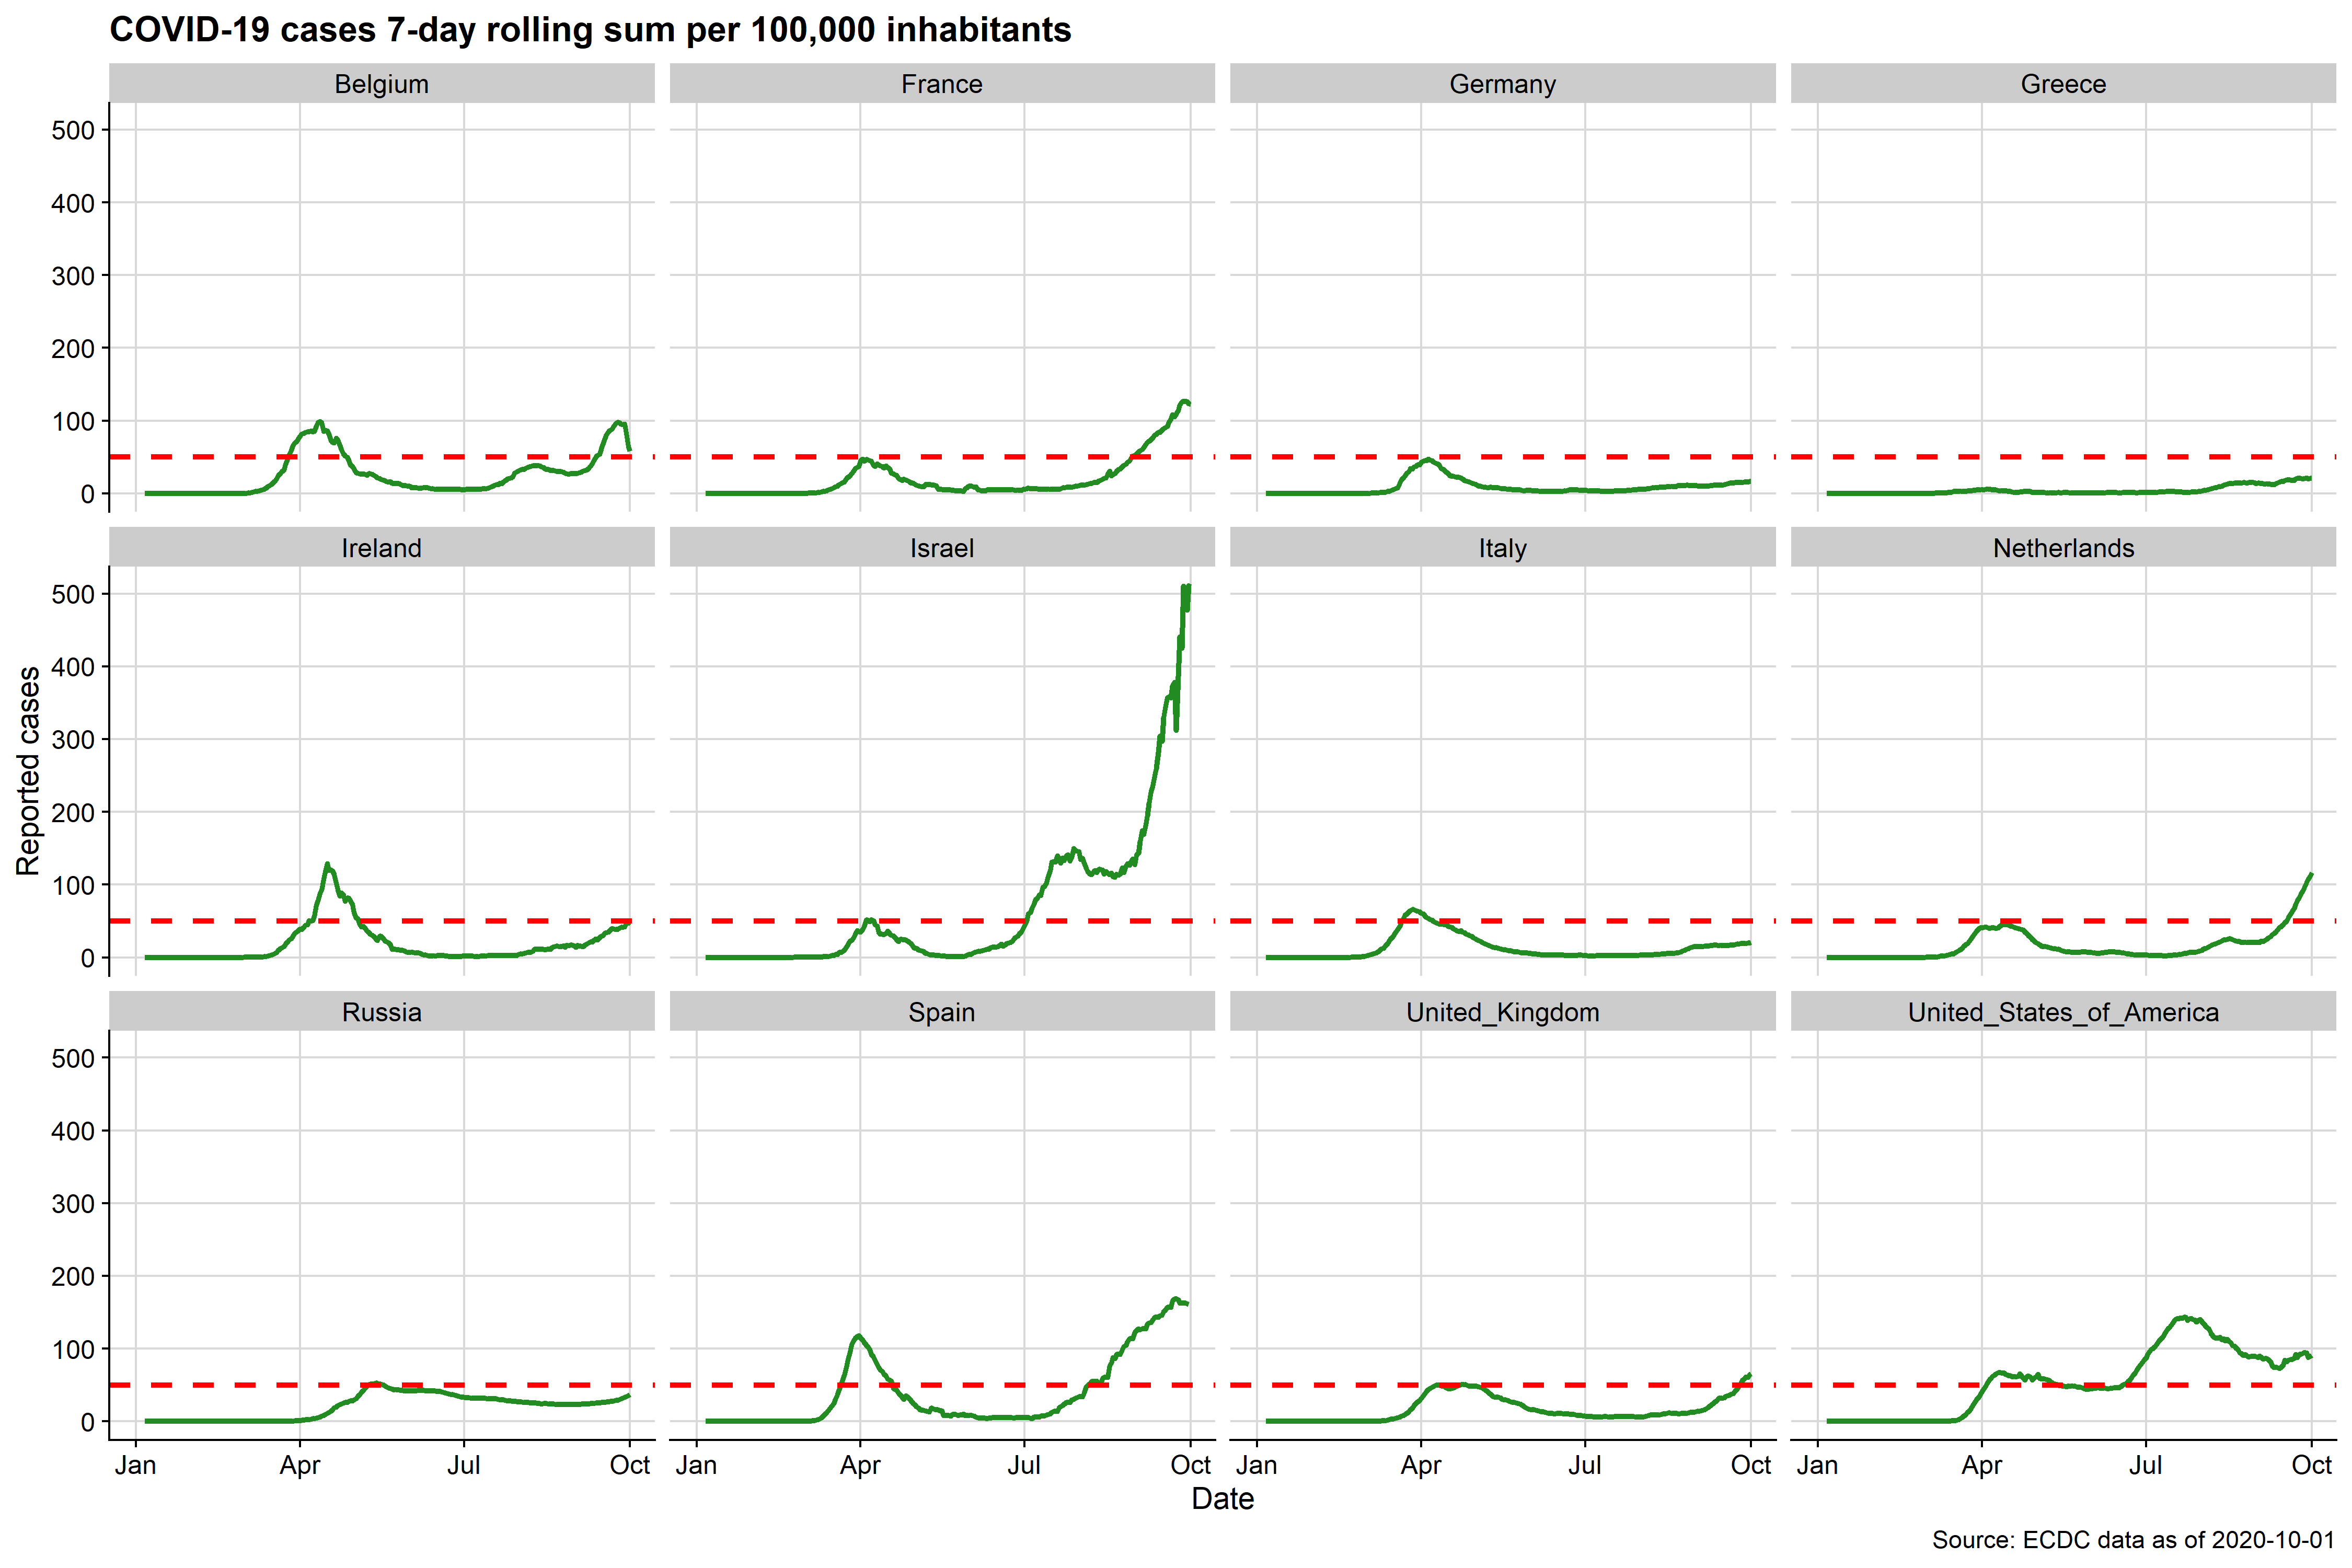 COVID-19 cases 7-day rolling sum per 100,000 inhabitants
Belgium France Germany Greece
500
400
300
200
100
0
Ireland Israel Italy Netherlands
500
400
300
200
100
0
Reported cases
Russia Spain United_Kingdom United_States_of_America
500
400
300
200
100
0
Jan Apr Jul Oct Jan Apr Jul Oct Jan Apr Jul Oct Jan Apr Jul Oct
Date
Source: ECDC data as of 2020-10-01